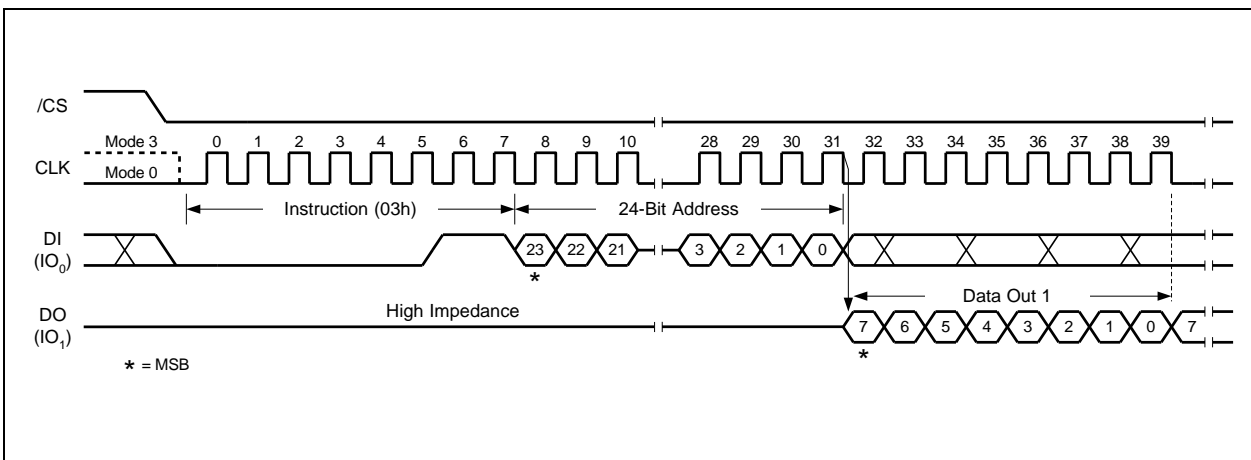 /CS
Mode 3 0 1 2 3 4 5 6 7 8 9 10 28 29 30 31 32 33 34 35 36 37 38 39
CLK
Mode 0
Instruction (03h) 24-Bit Address
DI
(IO₀)
23 22 21 3 2 1 0
*
High Impedance Data Out 1
DO
(IO₁)
7 6 5 4 3 2 1 0 7
*
* = MSB